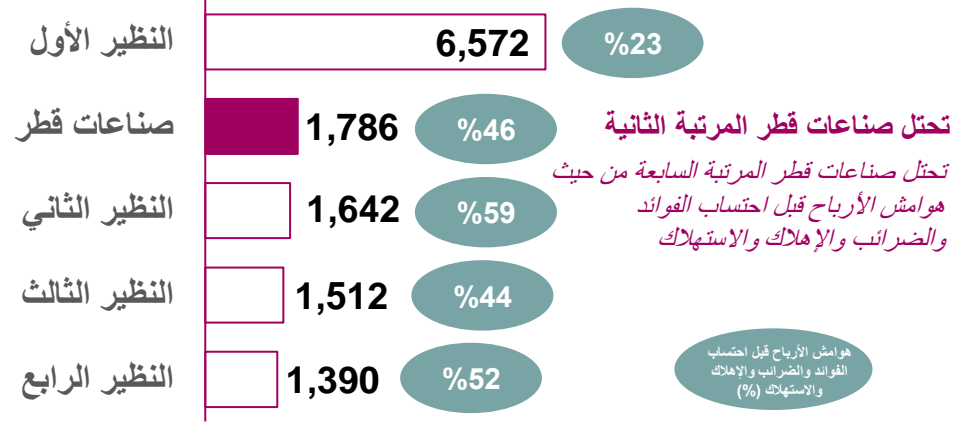 النظير الأول
6,572
%23
صناعات قطر
1,786
%46
النظير الثاني
1,642
%59
النظير الثالث
1,512
%44
النظير الرابع
1,390
%52
تحتل صناعات قطر المرتبة الثانية
تحتل صناعات قطر المرتبة السابعة من حيث
هوامش الأرباح قبل احتساب الفوائد
والضرائب والإهلاك والاستهلاك
هوامش الأرباح قبل احتساب
الفوائد والضرائب والإهلاك
والاستهلاك (%)